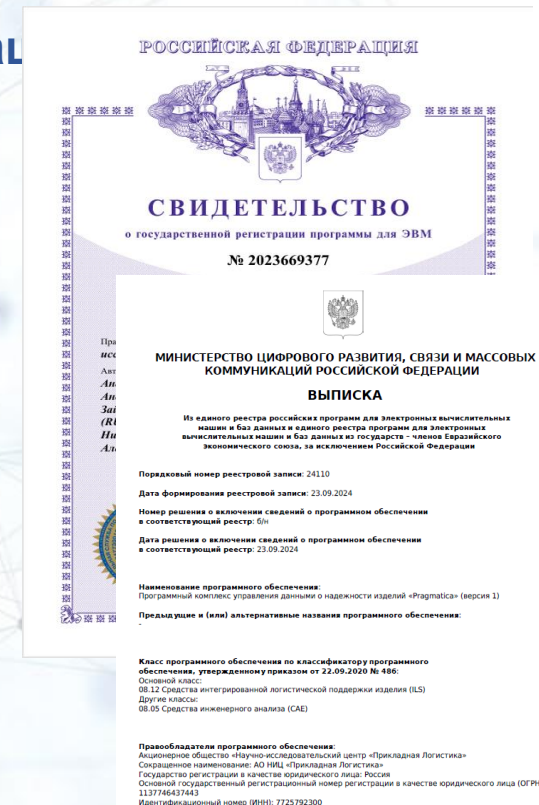 РОССИЙСКАЯ ФЕДЕРАЦИЯ
СВИДЕТЕЛЬСТВО
о государственной регистрации программы для ЭВМ
№ 2023669377
МИНИСТЕРСТВО ЦИФРОВОГО РАЗВИТИЯ, СВЯЗИ И МАССОВЫХ
КОММУНИКАЦИЙ РОССИЙСКОЙ ФЕДЕРАЦИИ
ВЫПИСКА
Из единого реестра российских программ для электронных вычислительных
машин и баз данных и единого реестра программ для электронных
вычислительных машин и баз данных из государств – членов Евразийского
экономического союза, за исключением Российской Федерации
Порядковый номер реестровой записи: 24110
Дата формирования реестровой записи: 23.09.2024
Номер решения о включении сведений о программном обеспечении
в соответствующий реестр: б/н
Дата решения о включении сведений о программном обеспечении
в соответствующий реестр: 23.09.2024
Наименование программного обеспечения:
Программный комплекс управления данными о надежности изделий «Pragmatica» (версия 1)
Предыдущие и (или) альтернативные названия программного обеспечения:
-
Класс программного обеспечения по классификатору программного
обеспечения, утвержденному приказом от 22.09.2020 № 486:
Основной класс:
08.12 Средства интегрированной логистической поддержки изделия (ILS)
Другие классы:
08.05 Средства инженерного анализа (CAE)
Правообладатели программного обеспечения:
Акционерное общество «Научно-исследовательский центр «Прикладная Логистика»
Сокращенное наименование: АО НИЦ «Прикладная Логистика»
Государство регистрации в качестве юридического лица: Россия
Основной государственный регистрационный номер регистрации в качестве юридического лица (ОГРН
1137746437443
Идентификационный номер (ИНН): 7725792300